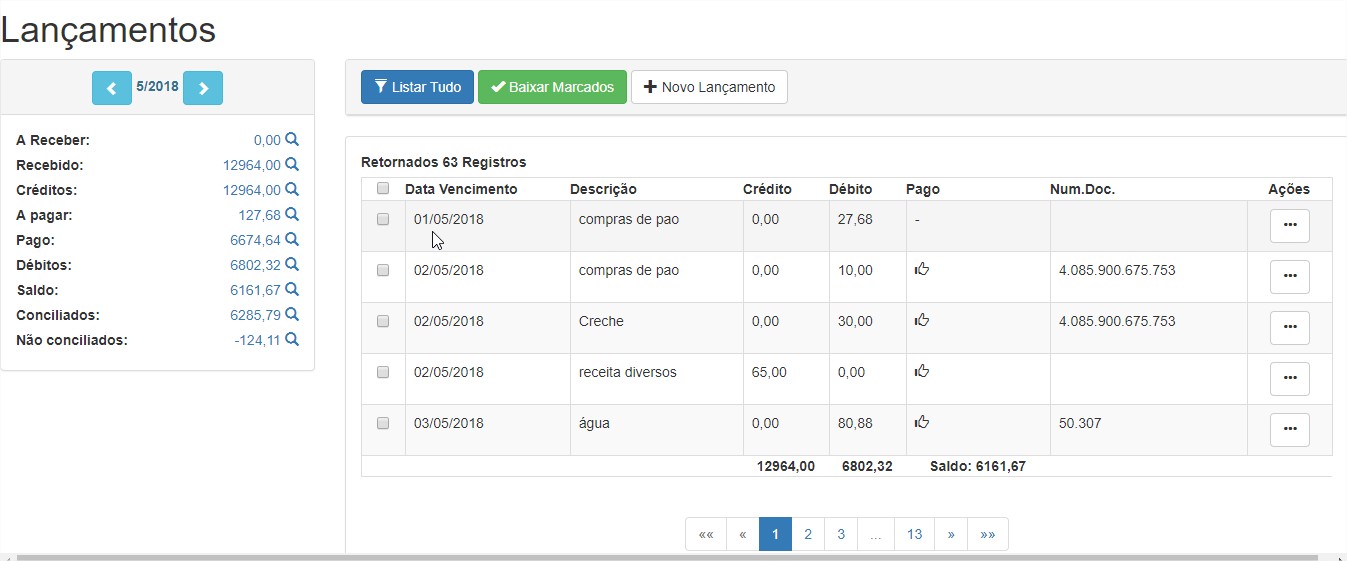 Lançamentos
5/2018
A Receber: 0,00
Recebido: 12964,00
Créditos: 12964,00
A pagar: 127,68
Pago: 6674,64
Débitos: 6802,32
Saldo: 6161,67
Conciliados: 6285,79
Não conciliados: -124,11
Listar Tudo Baixar Marcados Novo Lançamento
Retornados 63 Registros
Data Vencimento Descrição Crédito Débito Pago Num.Doc. Ações
01/05/2018 compras de pao 0,00 27,68 - ...
02/05/2018 compras de pao 0,00 10,00 4.085.900.675.753 ...
02/05/2018 Creche 0,00 30,00 4.085.900.675.753 ...
02/05/2018 receita diversos 65,00 0,00 ...
03/05/2018 água 0,00 80,88 50.307 ...
12964,00 6802,32 Saldo: 6161,67
«« « 1 2 3 ... 13 » »»